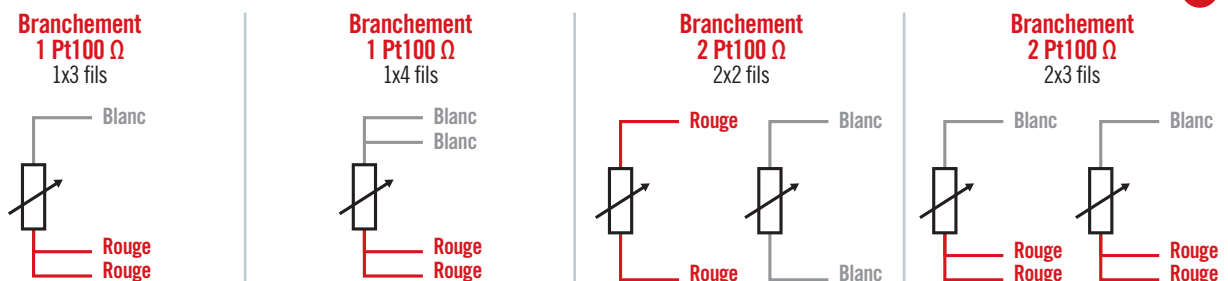 Branchement
1 Pt100 Ω
1x3 fils
Blanc
Rouge
Rouge
Branchement
1 Pt100 Ω
1x4 fils
Blanc
Blanc
Rouge
Rouge
Branchement
2 Pt100 Ω
2x2 fils
Rouge
Blanc
Rouge
Blanc
Branchement
2 Pt100 Ω
2x3 fils
Blanc
Blanc
Rouge
Rouge
Rouge
Rouge